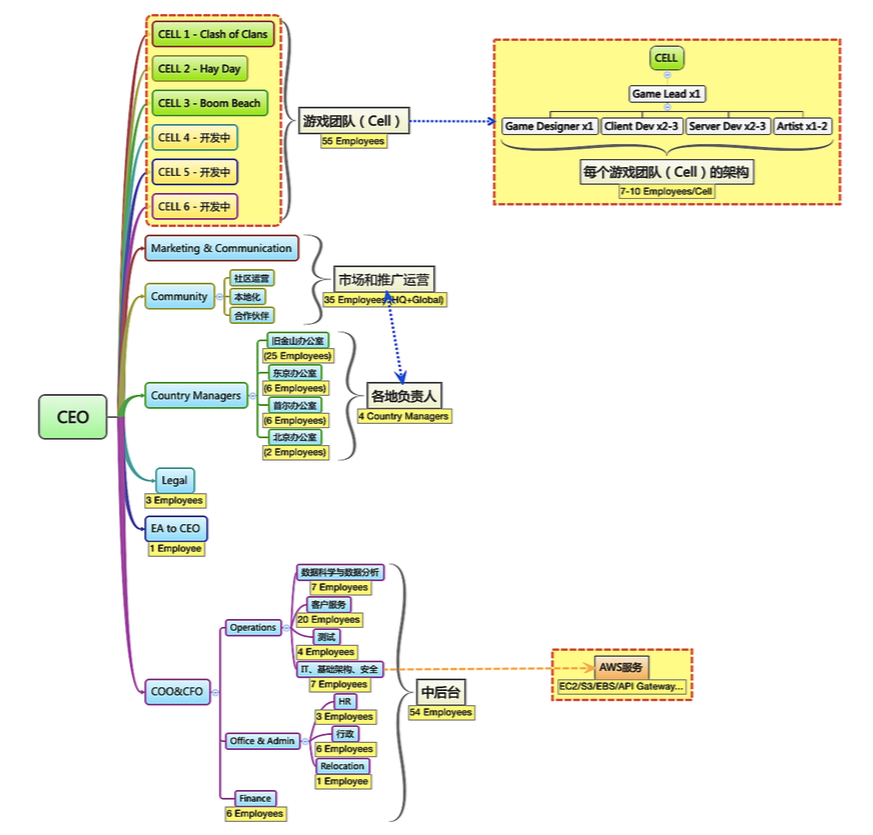 CELL 1 - Clash of Clans
CELL 2 - Hay Day
CELL 3 - Boom Beach
CELL 4 - 开发中
CELL 5 - 开发中
CELL 6 - 开发中
游戏团队（Cell）
55 Employees
CELL
Game Lead x1
Game Designer x1
Client Dev x2-3
Server Dev x2-3
Artist x1-2
每个游戏团队（Cell）的架构
7-10 Employees/Cell
Marketing & Communication
Community
社区运营
本地化
合作伙伴
市场和推广运营
35 Employees (HQ+Global)
CEO
Country Managers
旧金山办公室
(25 Employees)
东京办公室
(6 Employees)
首尔办公室
(6 Employees)
北京办公室
(2 Employees)
各地负责人
4 Country Managers
Legal
3 Employees
EA to CEO
1 Employee
COO&CFO
Operations
数据科学与数据分析
7 Employees
客户服务
20 Employees
测试
4 Employees
IT、基础架构、安全
7 Employees
Office & Admin
HR
3 Employees
行政
6 Employees
Relocation
1 Employee
Finance
6 Employees
中后台
54 Employees
AWS服务
EC2/S3/EBS/API Gateway...